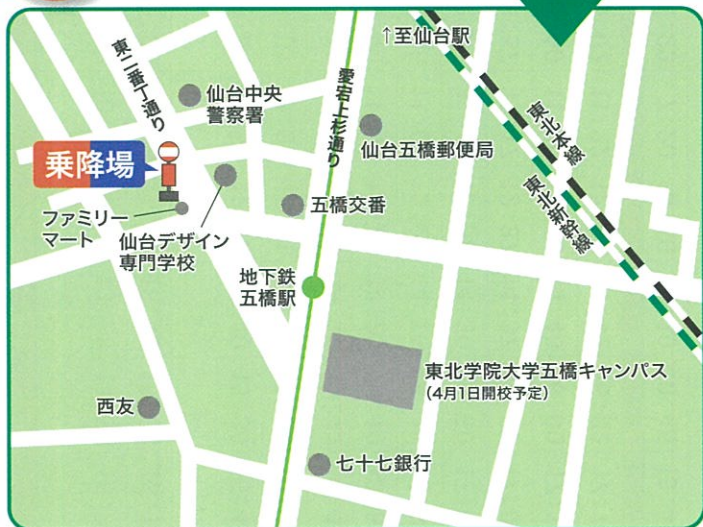 ↑至仙台駅
東二番丁通り
愛宕上杉通り
仙台中央
警察署
仙台五橋郵便局
東北本線
東北新幹線
乗降場
五橋交番
ファミリー
マート
仙台デザイン
専門学校
地下鉄
五橋駅
東北学院大学五橋キャンパス
(4月1日開校予定)
西友
七十七銀行